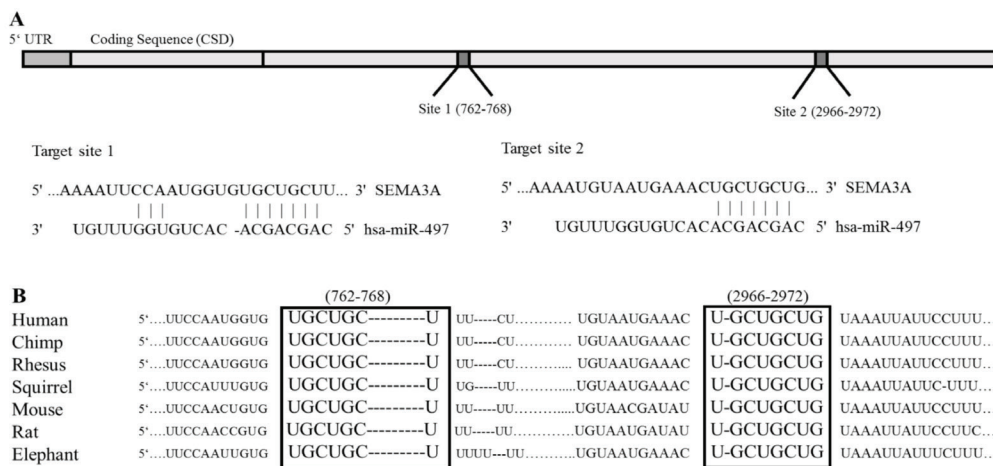 A
5‘ UTR Coding Sequence (CSD)
Site 1 (762-768) Site 2 (2966-2972)
Target site 1
5' ...AAAAUUCCAAUGGUGUGCUGCUU... 3' SEMA3A
| | | | | | | | | |
3' UGUUUGGUGUCAC -ACGACGAC 5' hsa-miR-497
Target site 2
5' ...AAAAUGUAAUGAAACUGCUGCUG... 3' SEMA3A
| | | | | | |
3' UGUUUGGUGUCACACGACGAC 5' hsa-miR-497
B
(762-768) (2966-2972)
Human 5‘....UUCCAAUGGUG UGCUGC---------U UU-----CU........... UGUAAUGAAAC U-GCUGCUG UAAAUUAUUCCUUU...
Chimp 5‘....UUCCAAUGGUG UGCUGC---------U UU-----CU............... UGUAAUGAAAC U-GCUGCUG UAAAUUAUUCCUUU...
Rhesus 5‘....UUCCAAUGGUG UGCUGC---------U UU-----CU............... UGUAAUGAAAC U-GCUGCUG UAAAUUAUUCCUUU...
Squirrel 5‘....UUCCAUUUGUG UGCUGC---------U UG-----UU..............UGUAAUGAAAC U-GCUGCUG UAAAUUAUUC-UUU...
Mouse 5‘....UUCCAACUGUG UGCUGC---------U UU-----UU..............UGUAACGAUAU U-GCUGCUG UAAAUUAUUCCUUU...
Rat 5‘....UUCCAACCGUG UGCUGC---------U UU-----UU...............UGUAAUGAUAU U-GCUGCUG UAAAUUAUUCCUUC...
Elephant 5‘....UUCCAAUUGUG UGCUGC---------U UUUU---UU..............UGUAAUGAAAC U-GCUGCUG UAAAUUAUUCCUUU...